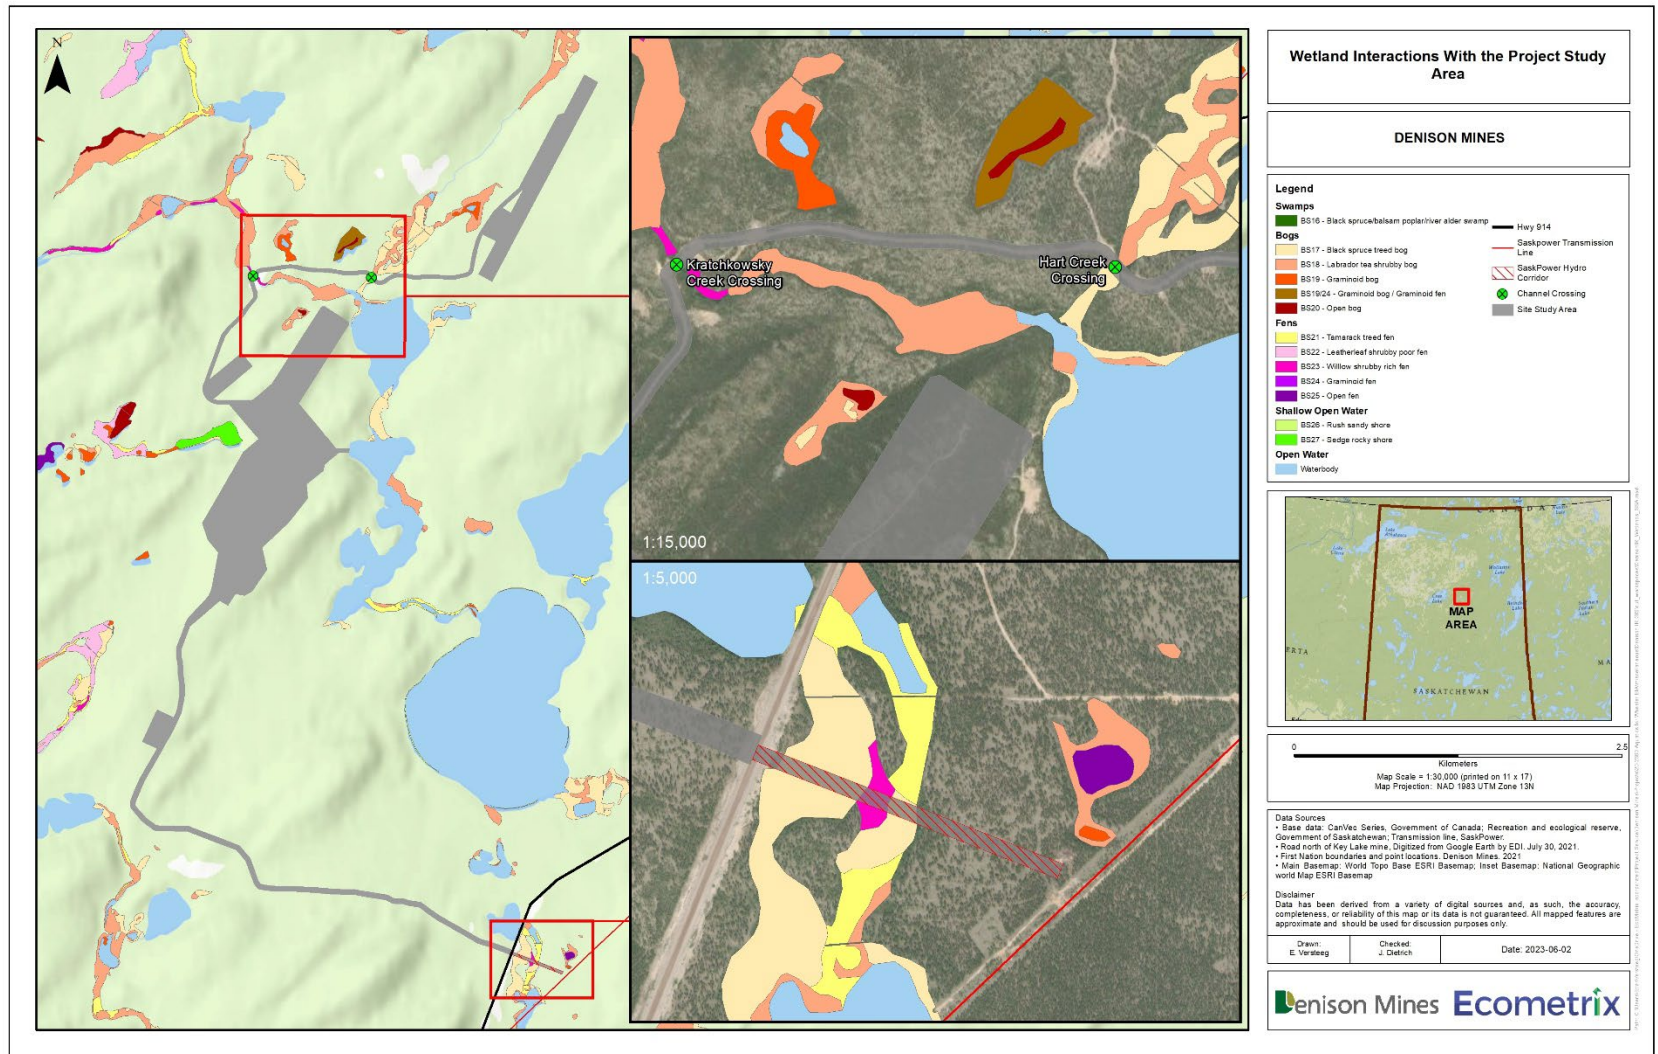 N
Kratchkowsky
Creek Crossing
Hart Creek
Crossing
1:15,000
1:5,000
Wetland Interactions With the Project Study
Area
DENISON MINES
Legend
Swamps
BS16 - Black spruce/balsam poplar/river alder swamp
Bogs
BS17 - Black spruce treed bog
BS18 - Labrador tea shrubby bog
BS19 - Graminoid bog
BS19/24 - Graminoid bog / Graminoid fen
BS20 - Open bog
Fens
BS21 - Tamarack treed fen
BS22 - Leatherleaf shrubby poor fen
BS23 - Willow shrubby rich fen
BS24 - Graminoid fen
BS25 - Open fen
Shallow Open Water
BS26 - Rush sandy shore
BS27 - Sedge rocky shore
Open Water
Waterbody
Hwy 914
Saskpower Transmission
Line
SaskPower Hydro
Corridor
Channel Crossing
Site Study Area
CANADA
Lake
Athabasca
MAP
AREA
ERTA
MA
SASKATCHEWAN
0 2.5
Kilometers
Map Scale = 1:30,000 (printed on 11 x 17)
Map Projection: NAD 1983 UTM Zone 13N
Data Sources
• Base data: CanVec Series, Government of Canada; Recreation and ecological reserve,
Government of Saskatchewan; Transmission line, SaskPower.
• Road north of Key Lake mine, Digitized from Google Earth by EDI. July 30, 2021.
• First Nation boundaries and point locations. Denison Mines. 2021
• Main Basemap: World Topo Base ESRI Basemap; Inset Basemap: National Geographic
world Map ESRI Basemap
Disclaimer
Data has been derived from a variety of digital sources and, as such, the accuracy,
completeness, or reliability of this map or its data is not guaranteed. All mapped features are
approximate and should be used for discussion purposes only.
Drawn:
E. Versteeg
Checked:
J. Dietrich
Date: 2023-06-02
Denison Mines
Ecometrix